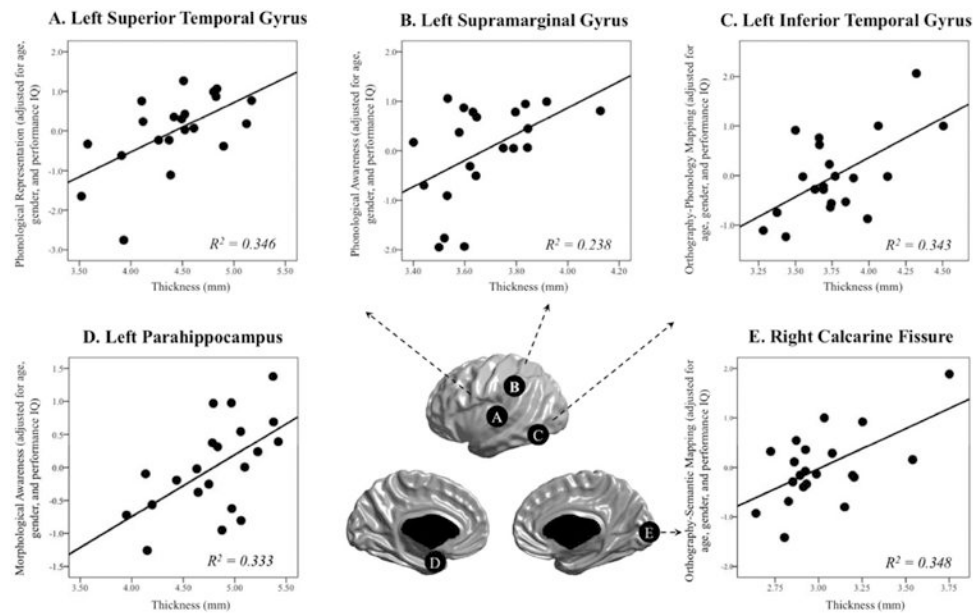 A. Left Superior Temporal Gyrus
Phonological Representation (adjusted for age,
gender, and performance IQ)
2.0
1.0
0.0
-1.0
-2.0
-3.0
R² = 0.346
3.50
4.00
4.50
5.00
5.50
Thickness (mm)
B. Left Supramarginal Gyrus
Phonological Awareness (adjusted for age,
gender, and performance IQ)
2.0
1.0
0.0
-1.0
-2.0
R² = 0.238
3.40
3.60
3.80
4.00
4.20
Thickness (mm)
C. Left Inferior Temporal Gyrus
Orthography-Phonology Mapping (adjusted for
age, gender, and performance IQ)
2.0
1.0
0.0
-1.0
R² = 0.343
3.25
3.50
3.75
4.00
4.25
4.50
Thickness (mm)
D. Left Parahippocampus
Morphological Awareness (adjusted for age,
gender, and performance IQ)
1.5
1.0
0.5
0.0
-0.5
-1.0
-1.5
R² = 0.333
3.50
4.00
4.50
5.00
5.50
Thickness (mm)
B
A
C
D
E
E. Right Calcarine Fissure
Orthography-Semantic Mapping (adjusted for
age, gender, and performance IQ)
2.0
1.0
0.0
-1.0
-2.0
R² = 0.348
2.75
3.00
3.25
3.50
3.75
Thickness (mm)